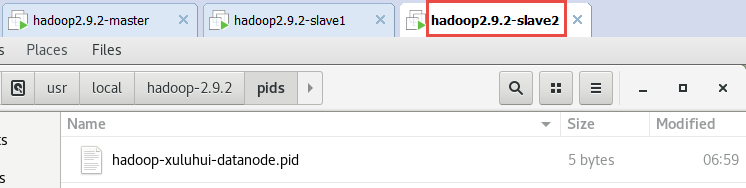 hadoop2.9.2-master hadoop2.9.2-slave1 hadoop2.9.2-slave2
Places Files
usr local hadoop-2.9.2 pids
Name Size Modified
hadoop-xuluhui-datanode.pid 5 bytes 06:59